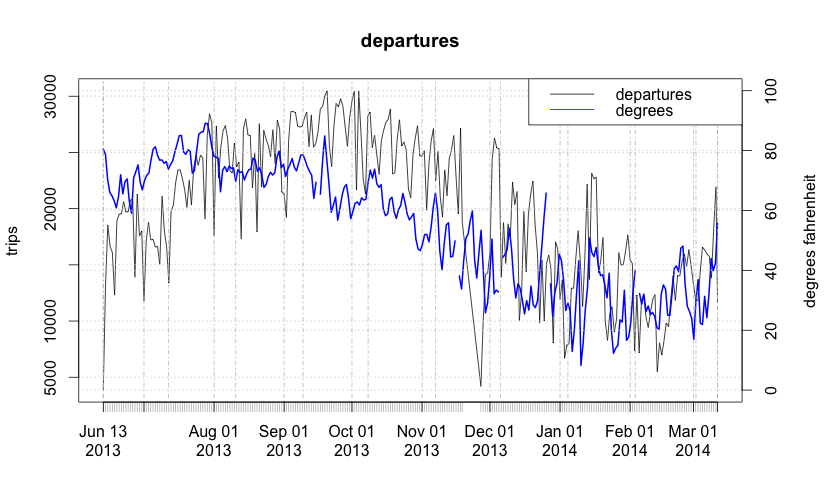 departures
departures
degrees
trips
5000
10000
20000
30000
0
20
40
60
80
100
degrees fahrenheit
Jun 13
2013
Aug 01
2013
Sep 01
2013
Oct 01
2013
Nov 01
2013
Dec 01
2013
Jan 01
2014
Feb 01
2014
Mar 01
2014